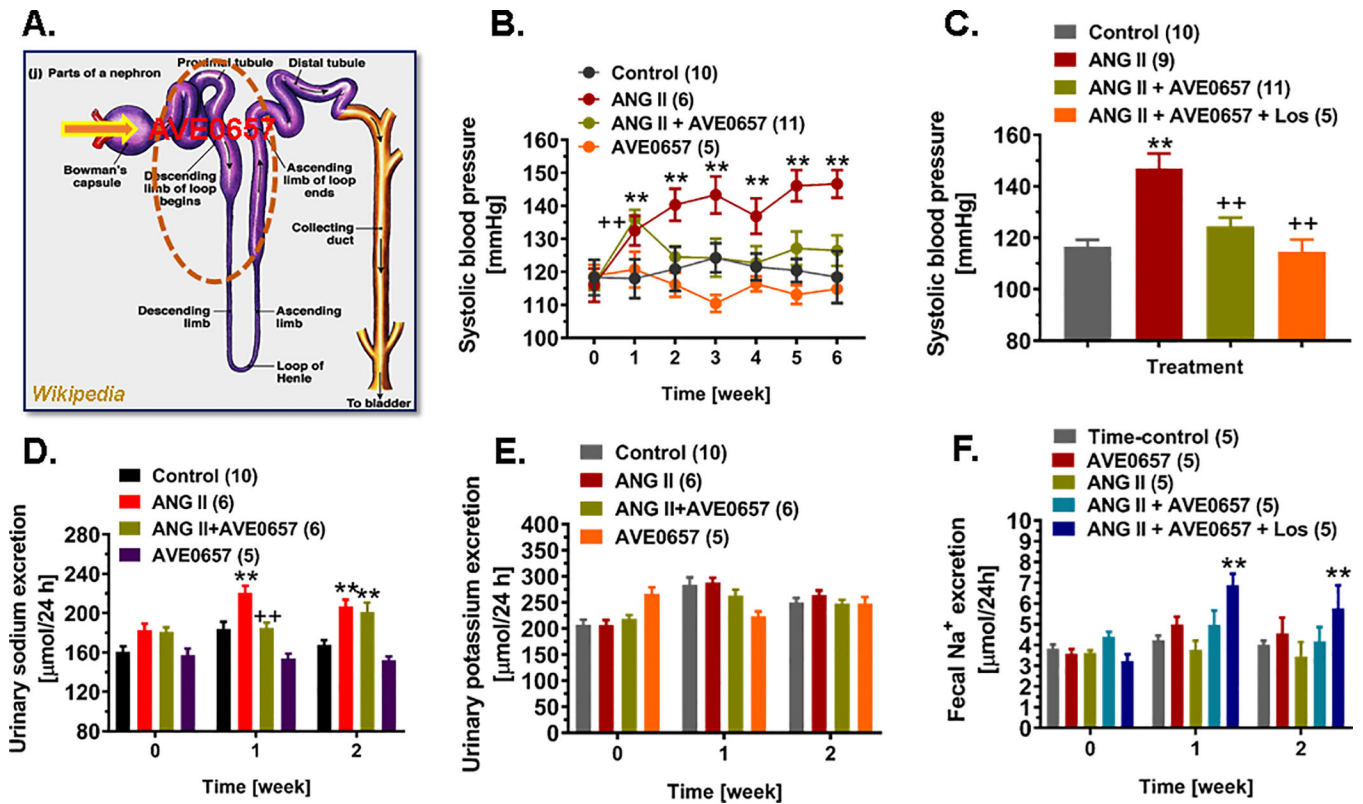 A.
(j) Parts of a nephron
Proximal tubule
Distal tubule
AVE0657
Bowman's
capsule
Descending
limb of loop
begins
Ascending
limb of loop
ends
Collecting
duct
Descending
limb
Ascending
limb
Loop of
Henle
To bladder
Wikipedia
B.
Control (10)
ANG II (6)
ANG II + AVE0657 (11)
AVE0657 (5)
Systolic blood pressure
[mmHg]
160
150
140
130
120
110
100
++
**
**
**
**
**
**
0 1 2 3 4 5 6
Time [week]
C.
Control (10)
ANG II (9)
ANG II + AVE0657 (11)
ANG II + AVE0657 + Los (5)
Systolic blood pressure
[mmHg]
160
140
120
100
80
**
++
++
Treatment
D.
Control (10)
ANG II (6)
ANG II+AVE0657 (6)
AVE0657 (5)
Urinary sodium excretion
[μmol/24 h]
260
240
220
200
180
160
140
120
100
80
**
++
**
**
0 1 2
Time [week]
E.
Control (10)
ANG II (6)
ANG II+AVE0657 (6)
AVE0657 (5)
Urinary potassium excretion
[μmol/24 h]
400
350
300
250
200
150
100
50
0
0 1 2
Time [week]
F.
Time-control (5)
AVE0657 (5)
ANG II (5)
ANG II + AVE0657 (5)
ANG II + AVE0657 + Los (5)
Fecal Na⁺ excretion
[μmol/24h]
10
9
8
7
6
5
4
3
2
1
0
**
**
0 1 2
Time [week]